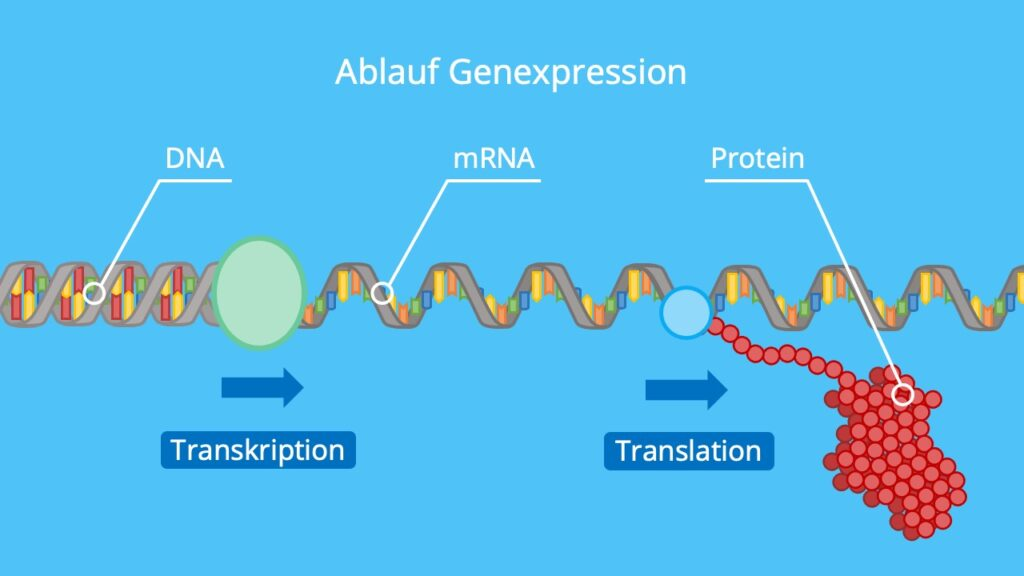 Ablauf Genexpression
DNA
mRNA
Protein
Transkription
Translation